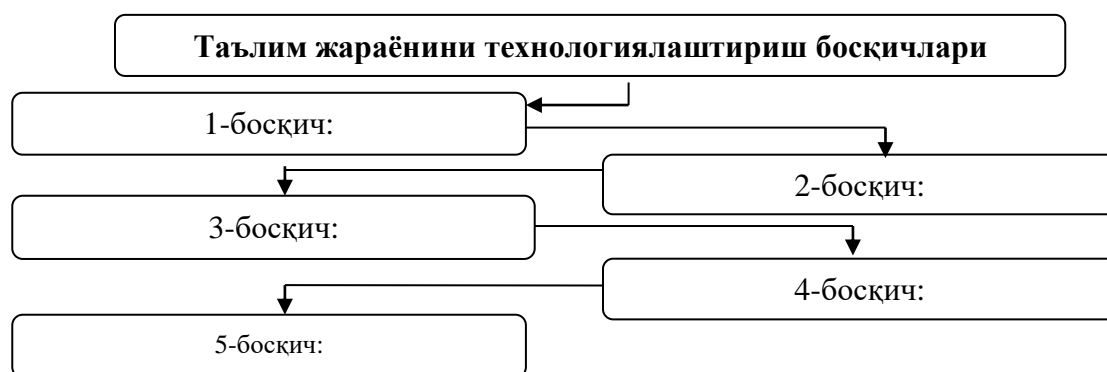 Таълим жараёнини технологиялаштириш босқичлари
1-босқич:
2-босқич:
3-босқич:
4-босқич:
5-босқич: